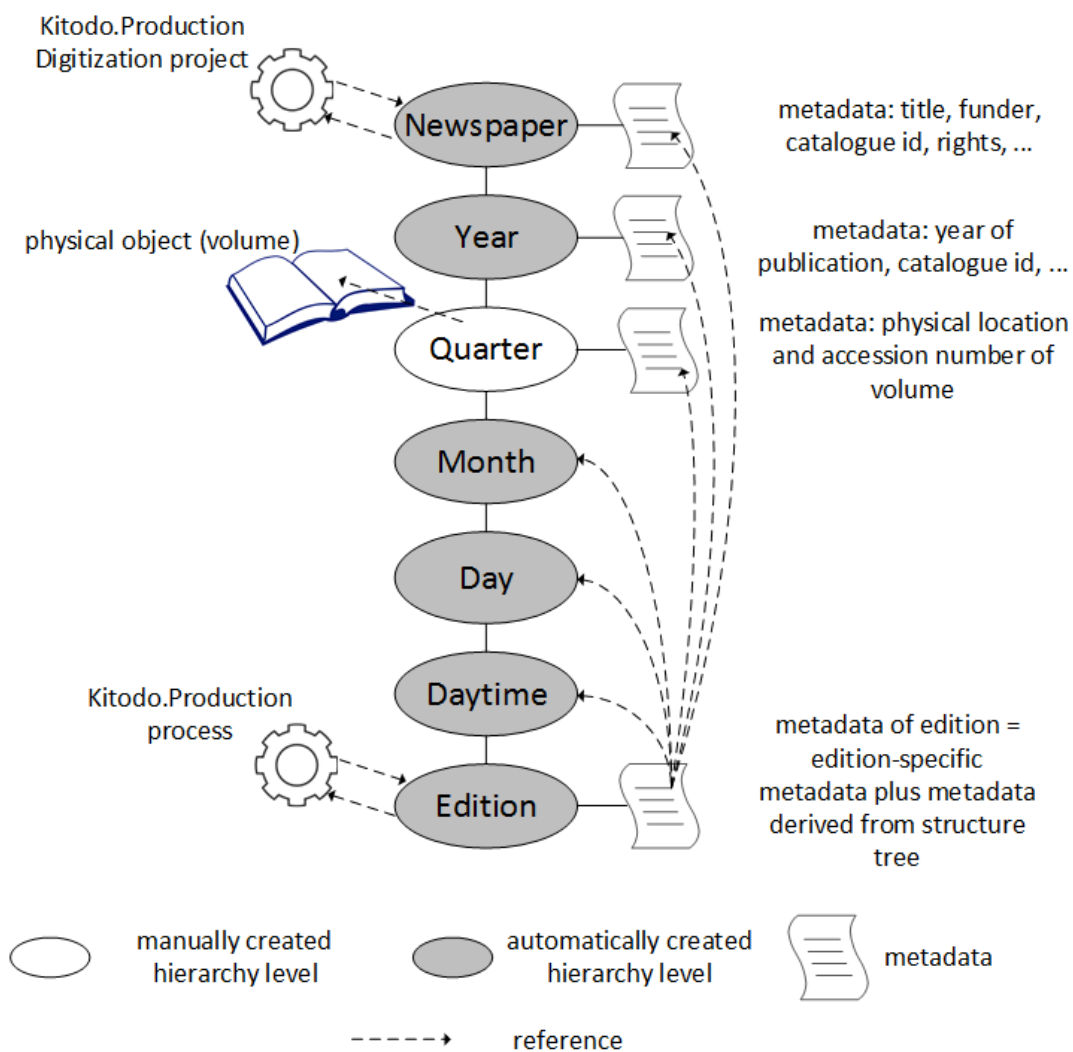 Kitodo.Production
Digitization project
Newspaper
metadata: title, funder,
catalogue id, rights, ...
physical object (volume)
Year
metadata: year of
publication, catalogue id, ...
Quarter
metadata: physical location
and accession number of
volume
Month
Day
Daytime
Kitodo.Production
process
Edition
metadata of edition =
edition-specific
metadata plus metadata
derived from structure
tree
manually created
hierarchy level
automatically created
hierarchy level
metadata
reference